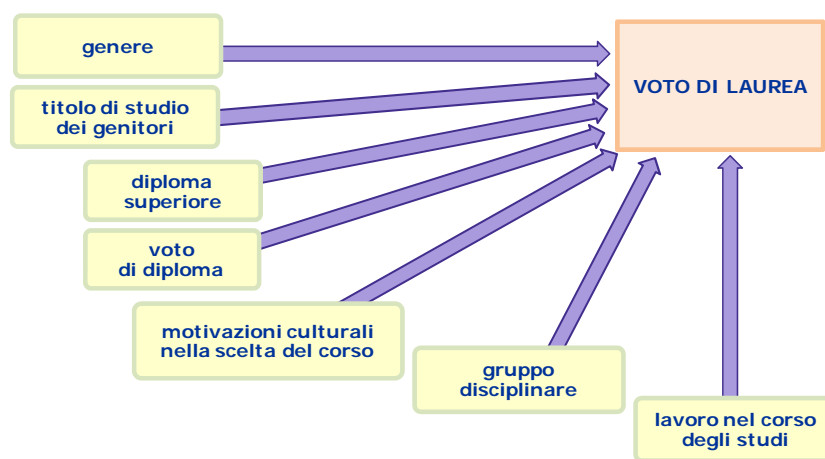 genere
titolo di studio
dei genitori
diploma
superiore
voto
di diploma
motivazioni culturali
nella scelta del corso
gruppo
disciplinare
lavoro nel corso
degli studi
VOTO DI LAUREA